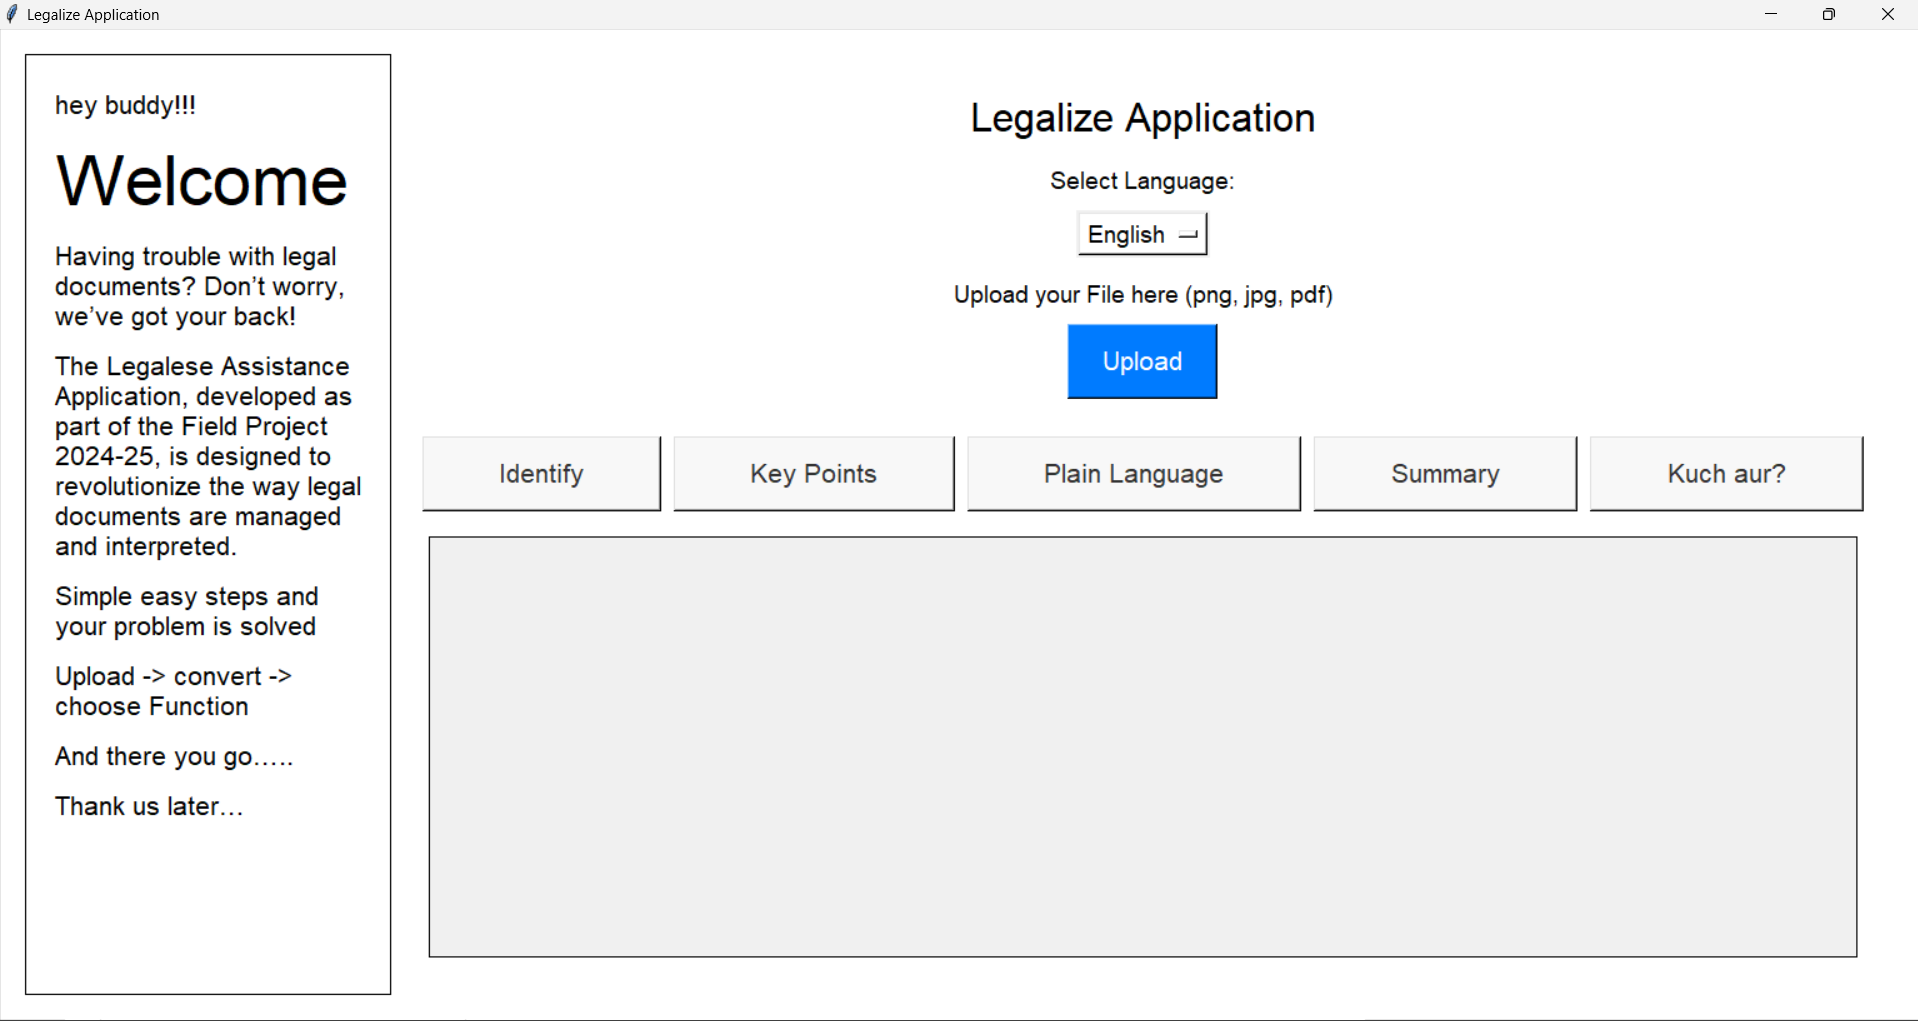 Legalize Application
hey buddy!!!
Welcome
Having trouble with legal
documents? Don’t worry,
we’ve got your back!
The Legalese Assistance
Application, developed as
part of the Field Project
2024-25, is designed to
revolutionize the way legal
documents are managed
and interpreted.
Simple easy steps and
your problem is solved
Upload -> convert ->
choose Function
And there you go…..
Thank us later…
Legalize Application
Select Language:
English
Upload your File here (png, jpg, pdf)
Upload
Identify
Key Points
Plain Language
Summary
Kuch aur?